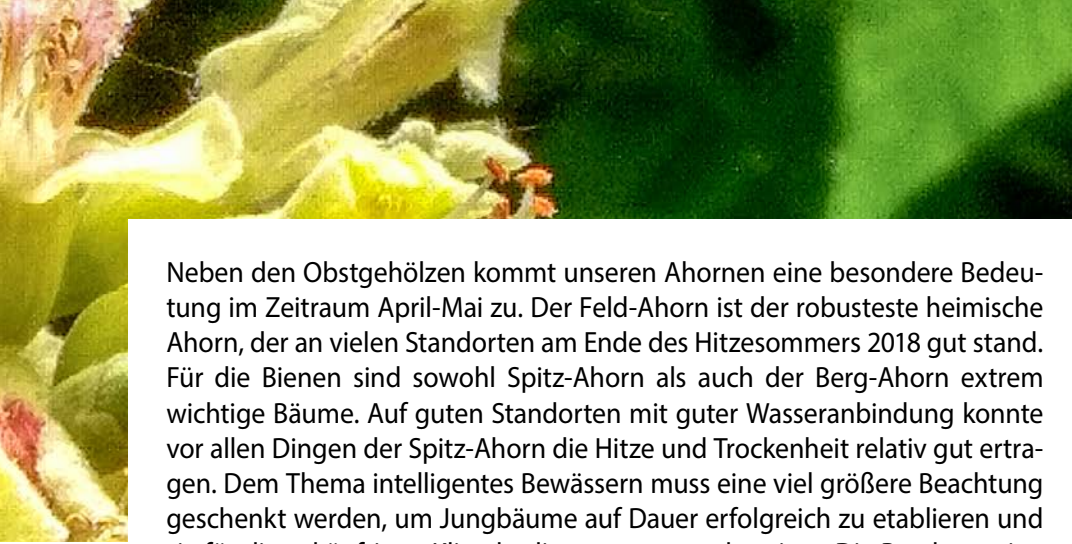 Neben den Obstgehölzen kommt unseren Ahornen eine besondere Bedeu-
tung im Zeitraum April-Mai zu. Der Feld-Ahorn ist der robusteste heimische
Ahorn, der an vielen Standorten am Ende des Hitzesommers 2018 gut stand.
Für die Bienen sind sowohl Spitz-Ahorn als auch der Berg-Ahorn extrem
wichtige Bäume. Auf guten Standorten mit guter Wasseranbindung konnte
vor allen Dingen der Spitz-Ahorn die Hitze und Trockenheit relativ gut ertra-
gen. Dem Thema intelligentes Bewässern muss eine viel größere Beachtung
geschenkt werden, um Jungbäume auf Dauer erfolgreich zu etablieren und